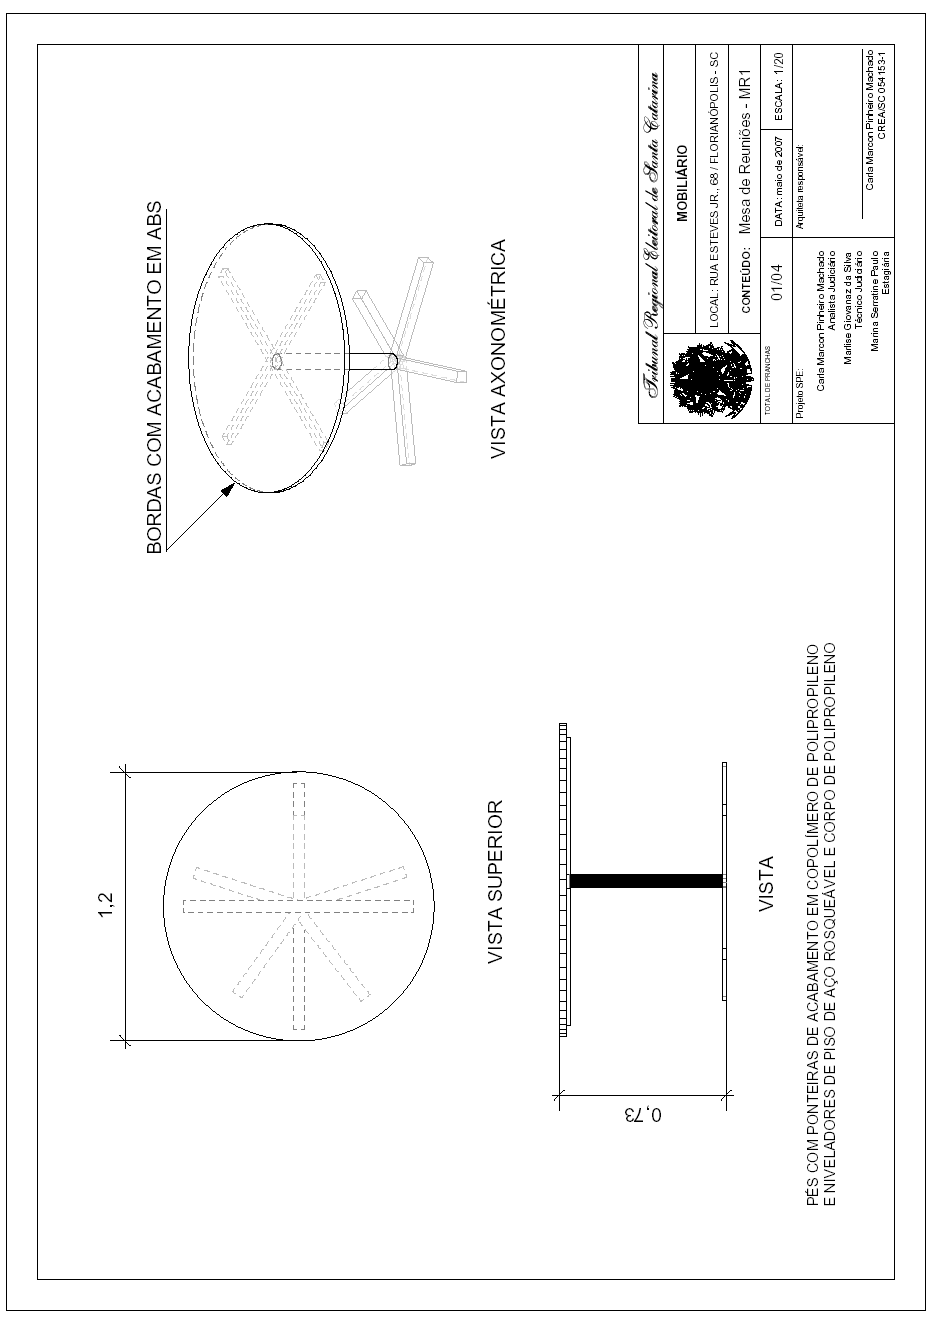 BORDAS COM ACABAMENTO EM ABS
1,2
VISTA SUPERIOR
VISTA AXONOMÉTRICA
0,73
VISTA
PÉS COM PONTEIRAS DE ACABAMENTO EM COPOLÍMERO DE POLIPROPILENO
E NIVELADORES DE PISO DE AÇO ROSQUEÁVEL E CORPO DE POLIPROPILENO
Tribunal Regional Eleitoral de Santa Catarina
MOBILIÁRIO
LOCAL: RUA ESTEVES JR., 68 / FLORIANÓPOLIS - SC
CONTEÚDO: Mesa de Reuniões - MR1
TOTAL DE PRANCHAS
01/04
DATA: maio de 2007
ESCALA: 1/20
Projeto SPE:
Carla Marcon Pinheiro Machado
Analista Judiciário
Marlise Giovanaz da Silva
Técnico Judiciário
Marina Serratine Paulo
Estagiária
Arquiteta responsável:
Carla Marcon Pinheiro Machado
CREA/SC 054153-1